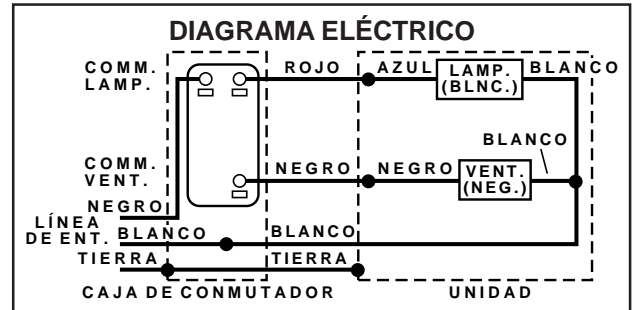 DIAGRAMA ELÉCTRICO
COMM. LAMP.
ROJO
AZUL
LAMP. (BLNC.)
BLANCO
BLANCO
COMM. VENT.
NEGRO
NEGRO
VENT. (NEG.)
NEGRO
LÍNEA DE ENT.
BLANCO
BLANCO
TIERRA
TIERRA
CAJA DE CONMUTADOR
UNIDAD